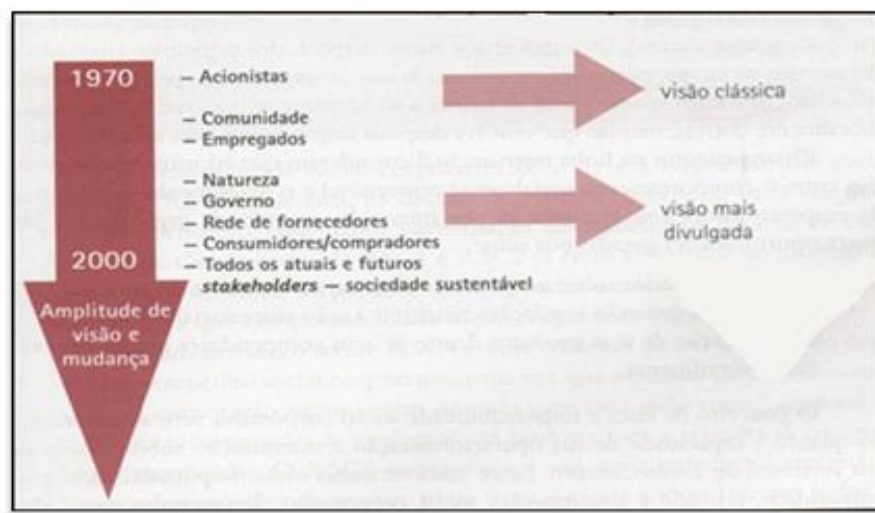 1970
— Acionistas
— Comunidade
— Empregados
— Natureza
— Governo
— Rede de fornecedores
— Consumidores/compradores
2000
— Todos os atuais e futuros
stakeholders — sociedade sustentável
Amplitude de
visão e
mudança
visão clássica
visão mais
divulgada